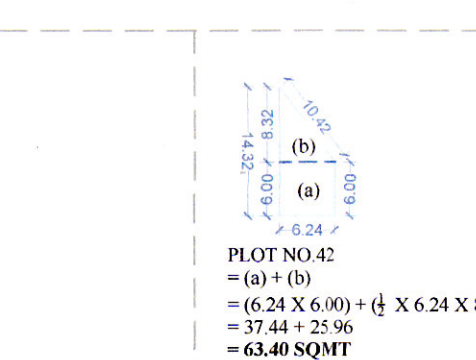 10.42
8.32
14.32
(b)
6.00
(a)
6.00
6.24
PLOT NO.42
= (a) + (b)
= (6.24 X 6.00) + (½ X 6.24 X
= 37.44 + 25.96
= 63.40 SQMT